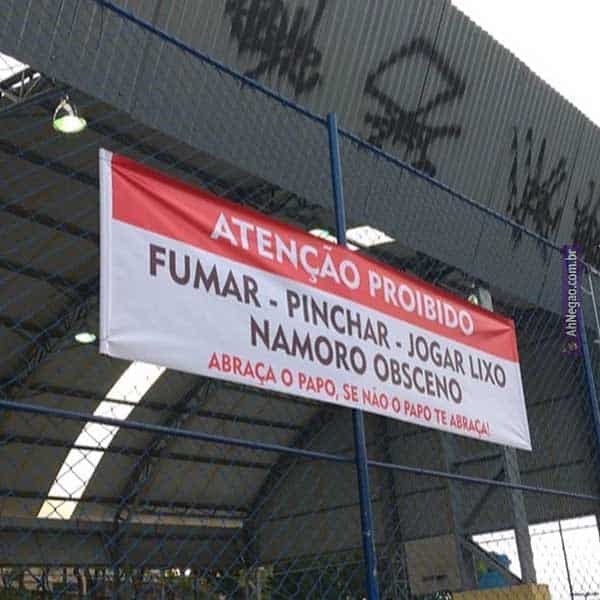 ATENÇÃO PROIBIDO
FUMAR - PINCHAR - JOGAR LIXO
NAMORO OBSCENO
ABRAÇA O PAPO, SE NÃO O PAPO TE ABRAÇA!
AhNegao.com.br